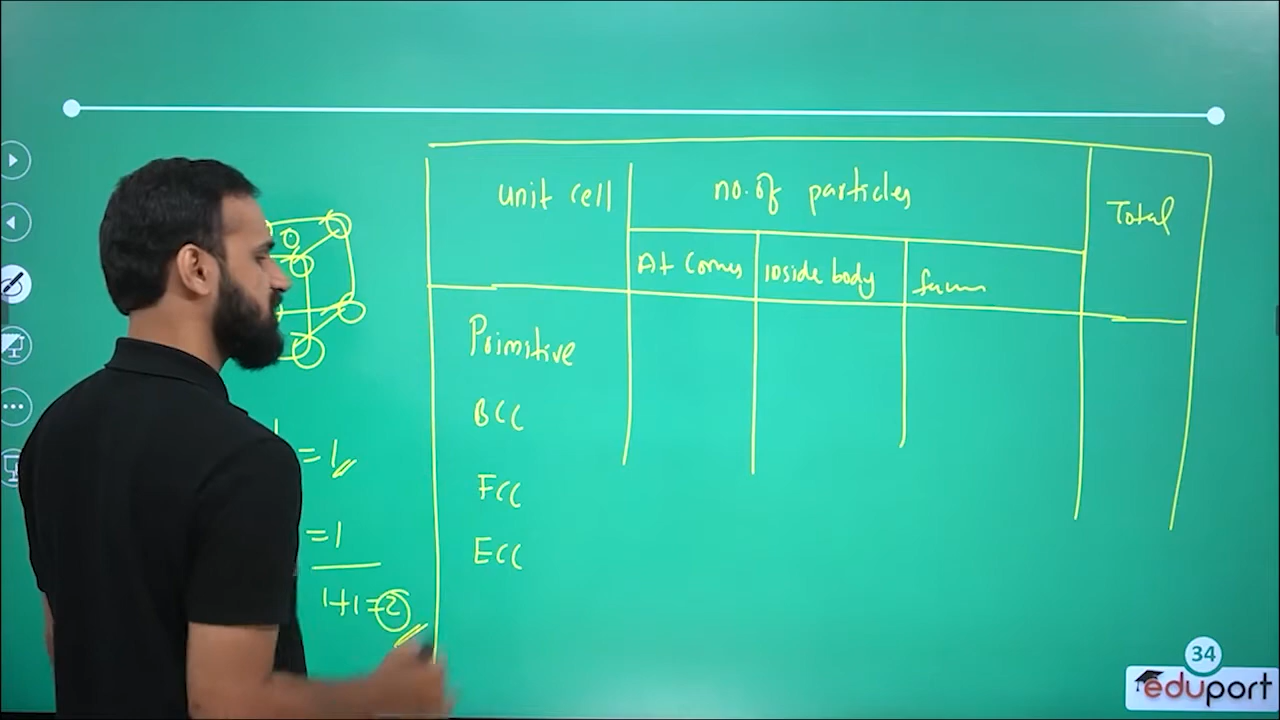 unit cell
no. of particles
Total
At corners
inside body
Primitive
BCC
FCC
ECC
= 1
= 1
1+1=2
34
eduport